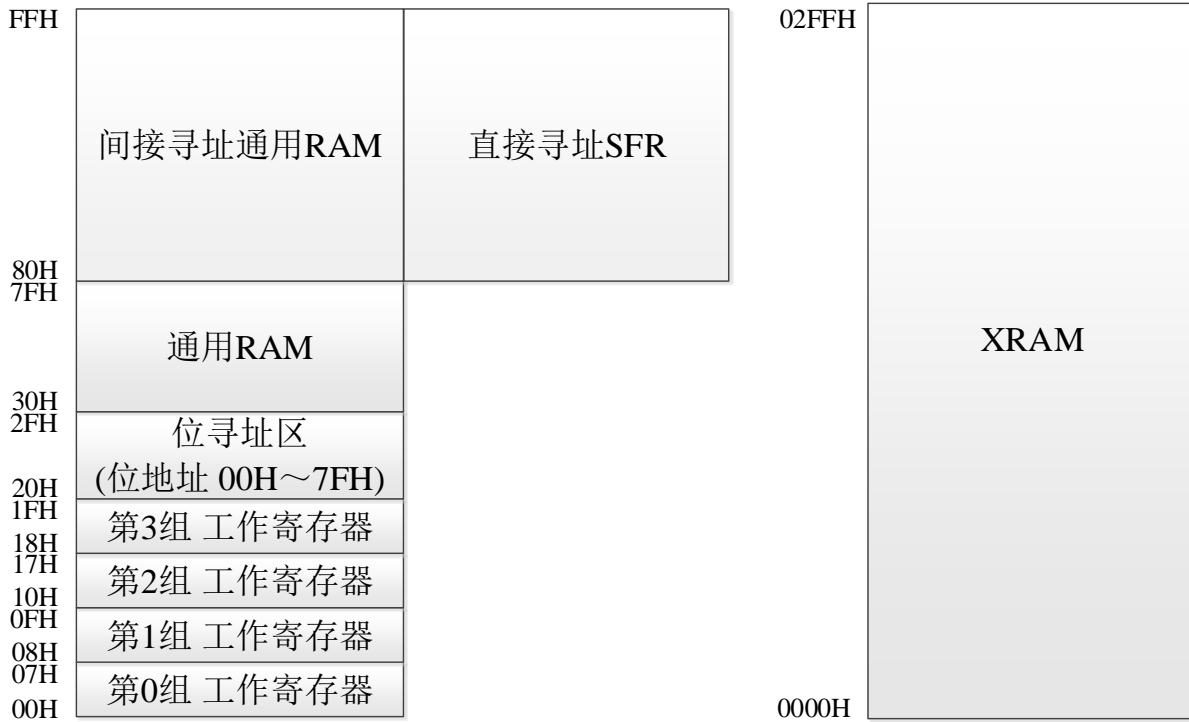 FFH
02FFH
间接寻址通用RAM
直接寻址SFR
80H
7FH
通用RAM
XRAM
30H
2FH
位寻址区
(位地址 00H～7FH)
20H
1FH
第3组 工作寄存器
18H
17H
第2组 工作寄存器
10H
0FH
第1组 工作寄存器
08H
07H
第0组 工作寄存器
00H
0000H